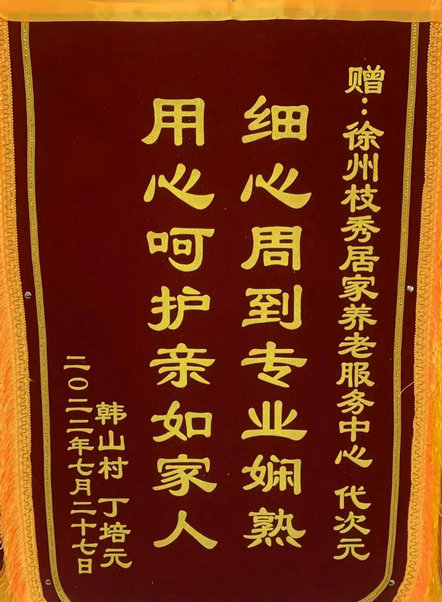 赠：徐州枝秀居家养老服务中心 代次元
细心周到专业娴熟
用心呵护亲如家人
韩山村 丁培元
二〇二二年七月二十七日